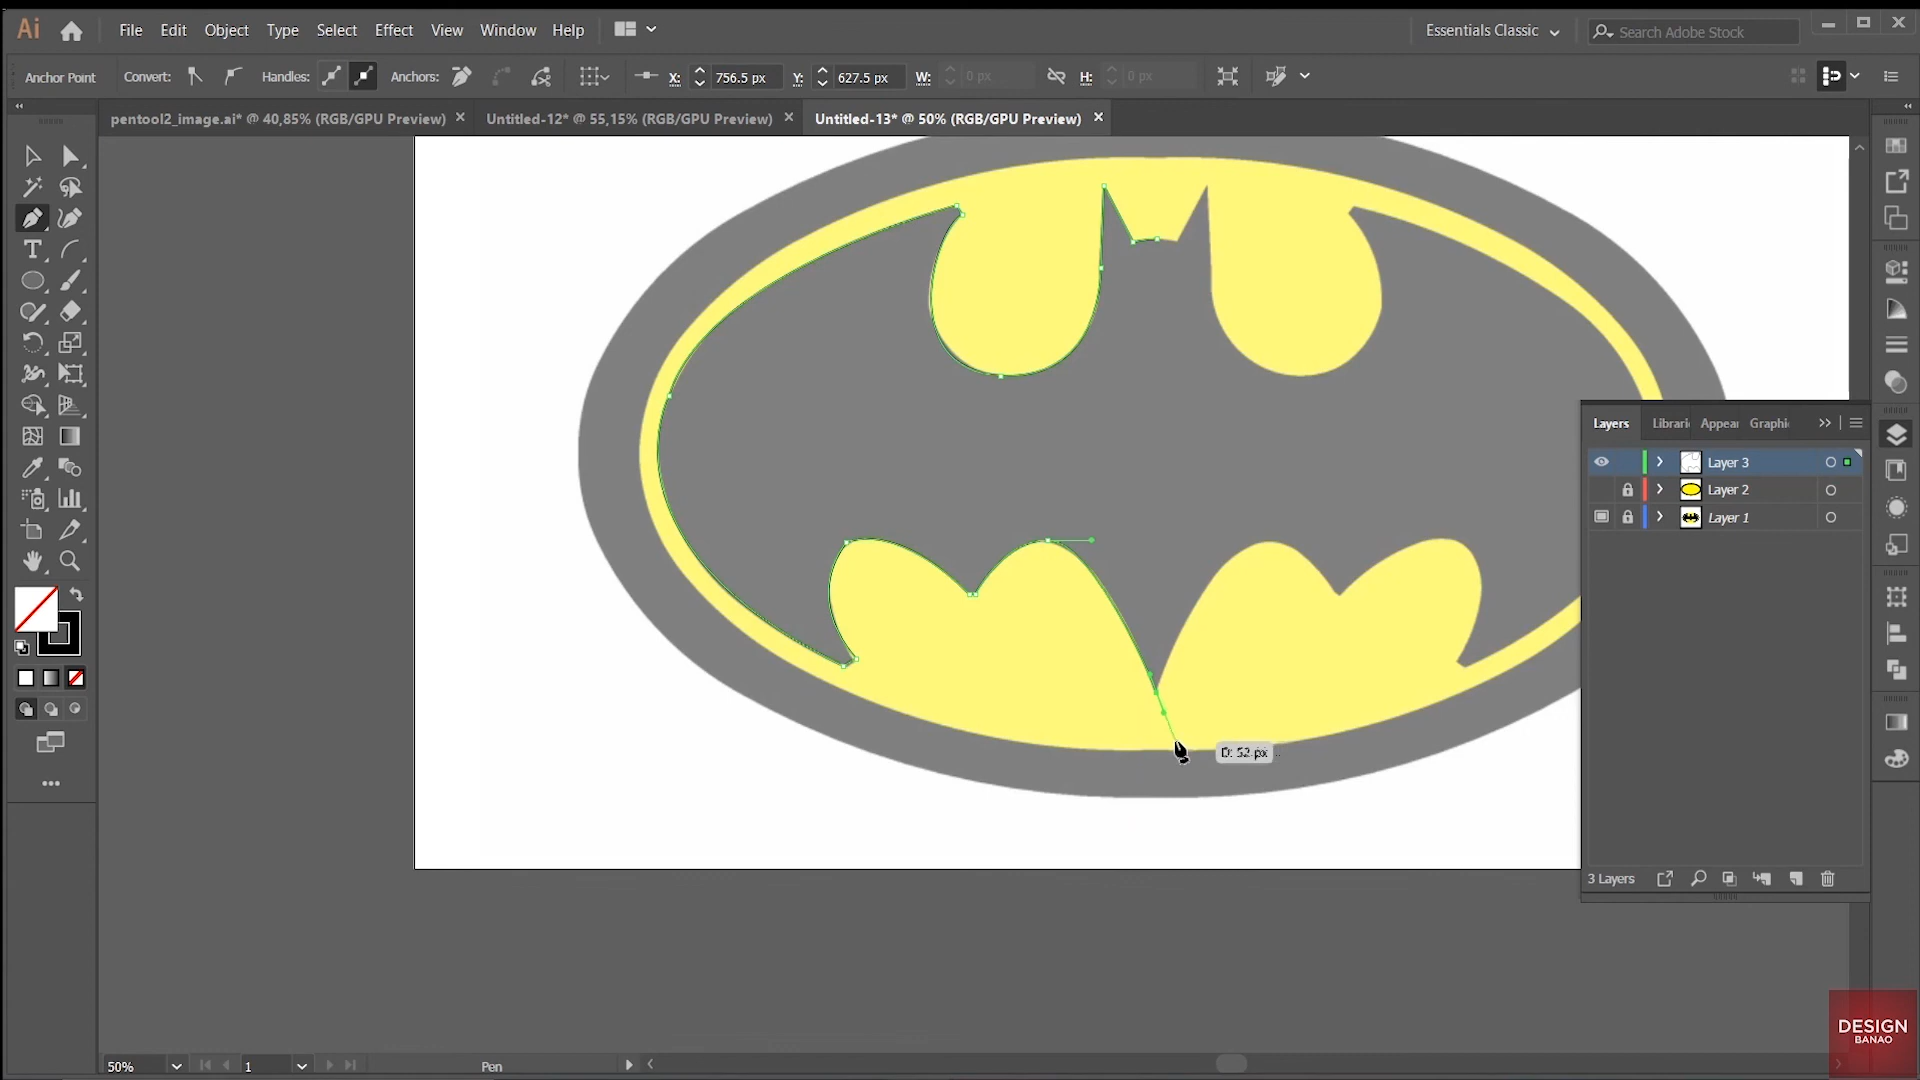 Ai File Edit Object Type Select Effect View Window Help Essentials Classic Search Adobe Stock
Anchor Point Convert: Handles: Anchors: X: 756.5 px Y: 627.5 px W: 0 px H: 0 px
pentool2_image.ai* @ 40,85% (RGB/GPU Preview) Untitled-12* @ 55,15% (RGB/GPU Preview) Untitled-13* @ 50% (RGB/GPU Preview)
Layers Librari Appear Graphi
Layer 3
Layer 2
Layer 1
D: 52 px
3 Layers
DESIGN
BANAO
50% 1 Pen